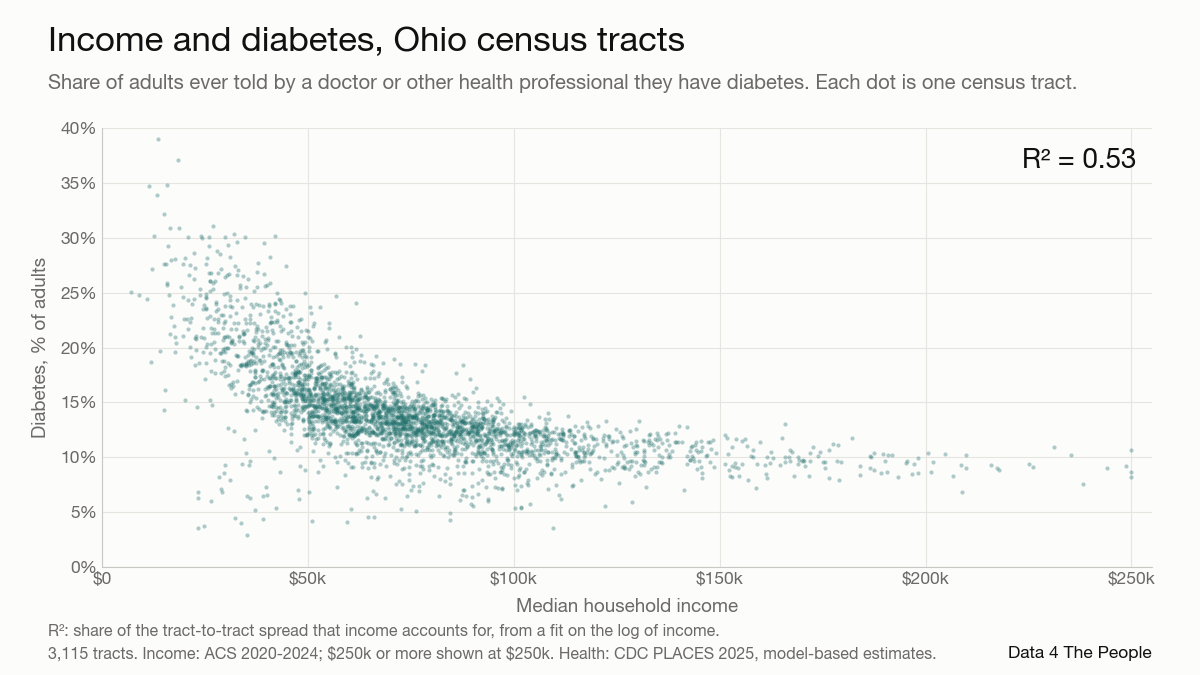 Income and diabetes, Ohio census tracts
Share of adults ever told by a doctor or other health professional they have diabetes. Each dot is one census tract.
R² = 0.53
Diabetes, % of adults
40%
35%
30%
25%
20%
15%
10%
5%
0%
$0
$50k
$100k
$150k
$200k
$250k
Median household income
R²: share of the tract-to-tract spread that income accounts for, from a fit on the log of income.
3,115 tracts. Income: ACS 2020-2024; $250k or more shown at $250k. Health: CDC PLACES 2025, model-based estimates.
Data 4 The People